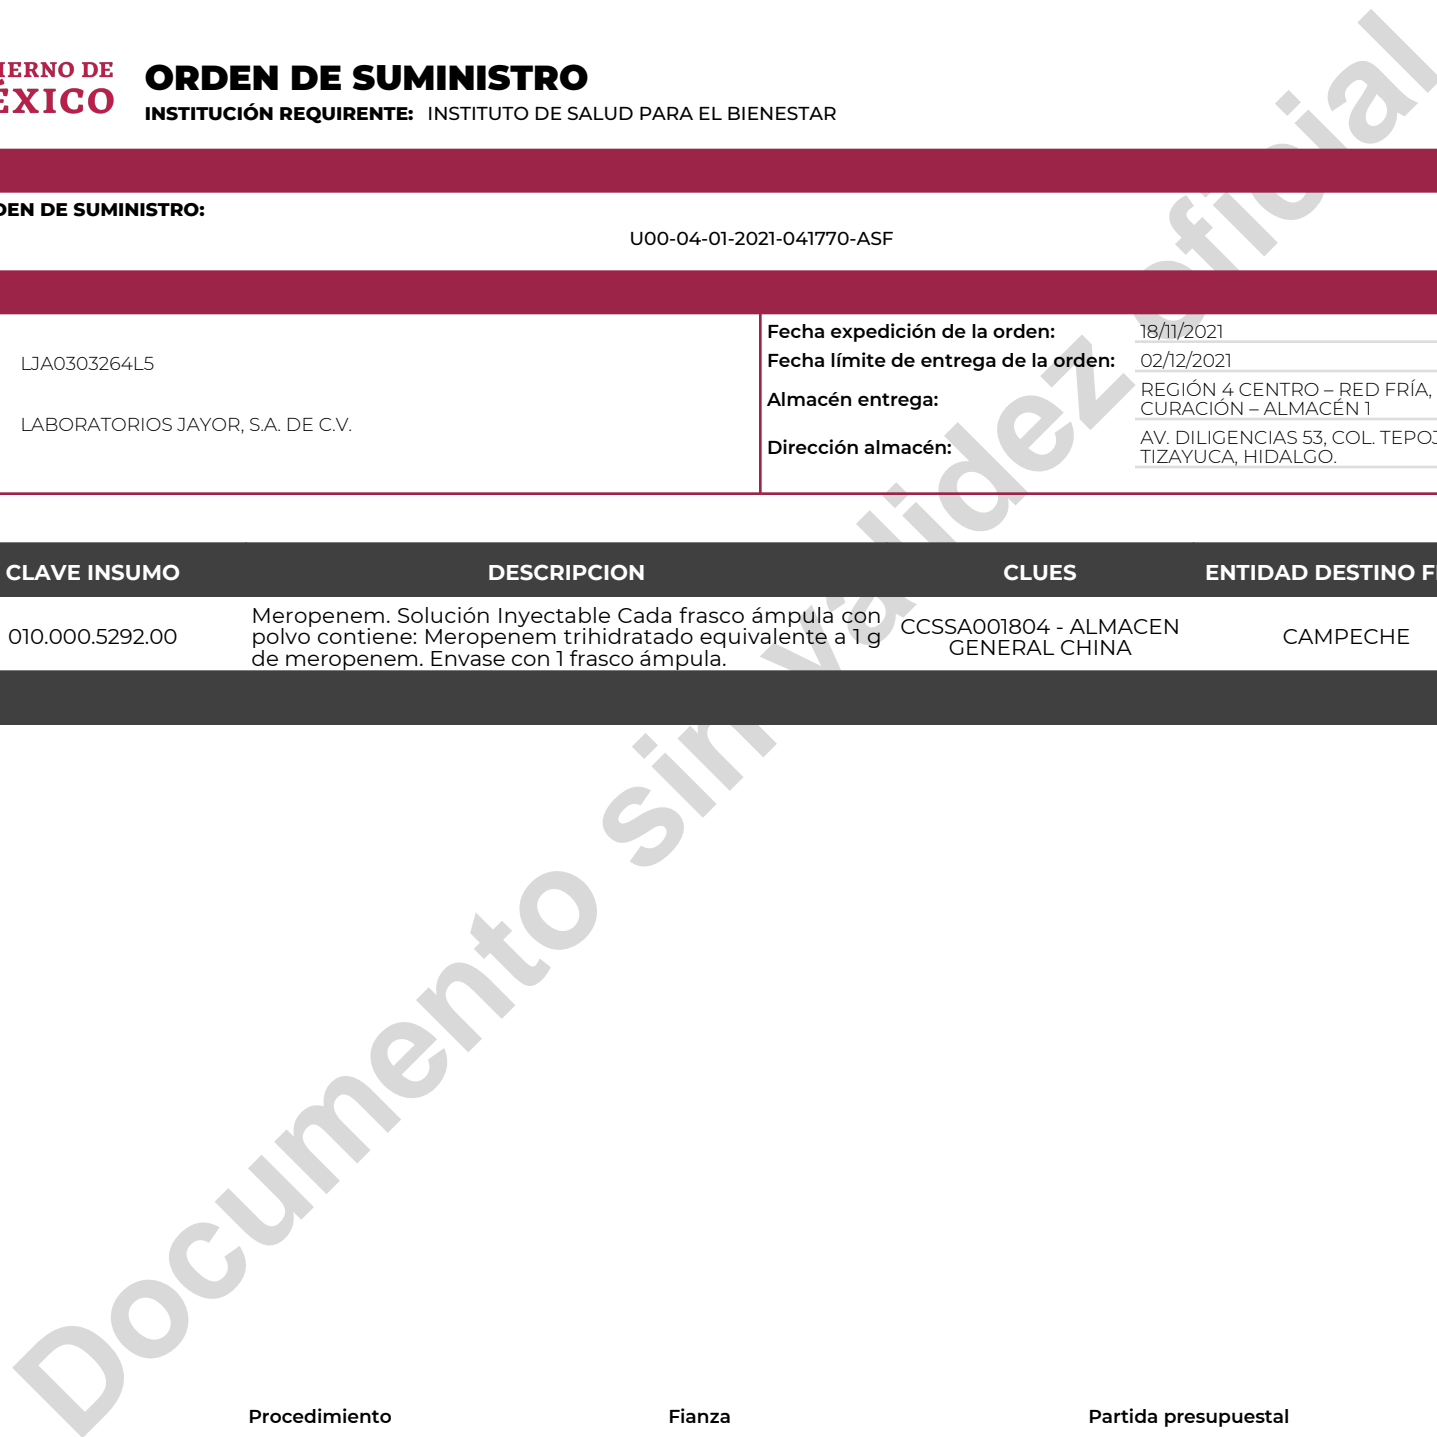 IERNO DE
ÉXICO
ORDEN DE SUMINISTRO
INSTITUCIÓN REQUIRENTE: INSTITUTO DE SALUD PARA EL BIENESTAR
DEN DE SUMINISTRO:
U00-04-01-2021-041770-ASF
LJA0303264L5
LABORATORIOS JAYOR, S.A. DE C.V.
Fecha expedición de la orden: 18/11/2021
Fecha límite de entrega de la orden: 02/12/2021
Almacén entrega: REGIÓN 4 CENTRO – RED FRÍA,
CURACIÓN – ALMACÉN 1
Dirección almacén: AV. DILIGENCIAS 53, COL. TEPOJ
TIZAYUCA, HIDALGO.
CLAVE INSUMO DESCRIPCION CLUES ENTIDAD DESTINO FI
010.000.5292.00
Meropenem. Solución Inyectable Cada frasco ámpula con
polvo contiene: Meropenem trihidratado equivalente a 1 g
de meropenem. Envase con 1 frasco ámpula.
CCSSA001804 - ALMACEN
GENERAL CHINA
CAMPECHE
Documento sin validez oficial
Procedimiento Fianza Partida presupuestal